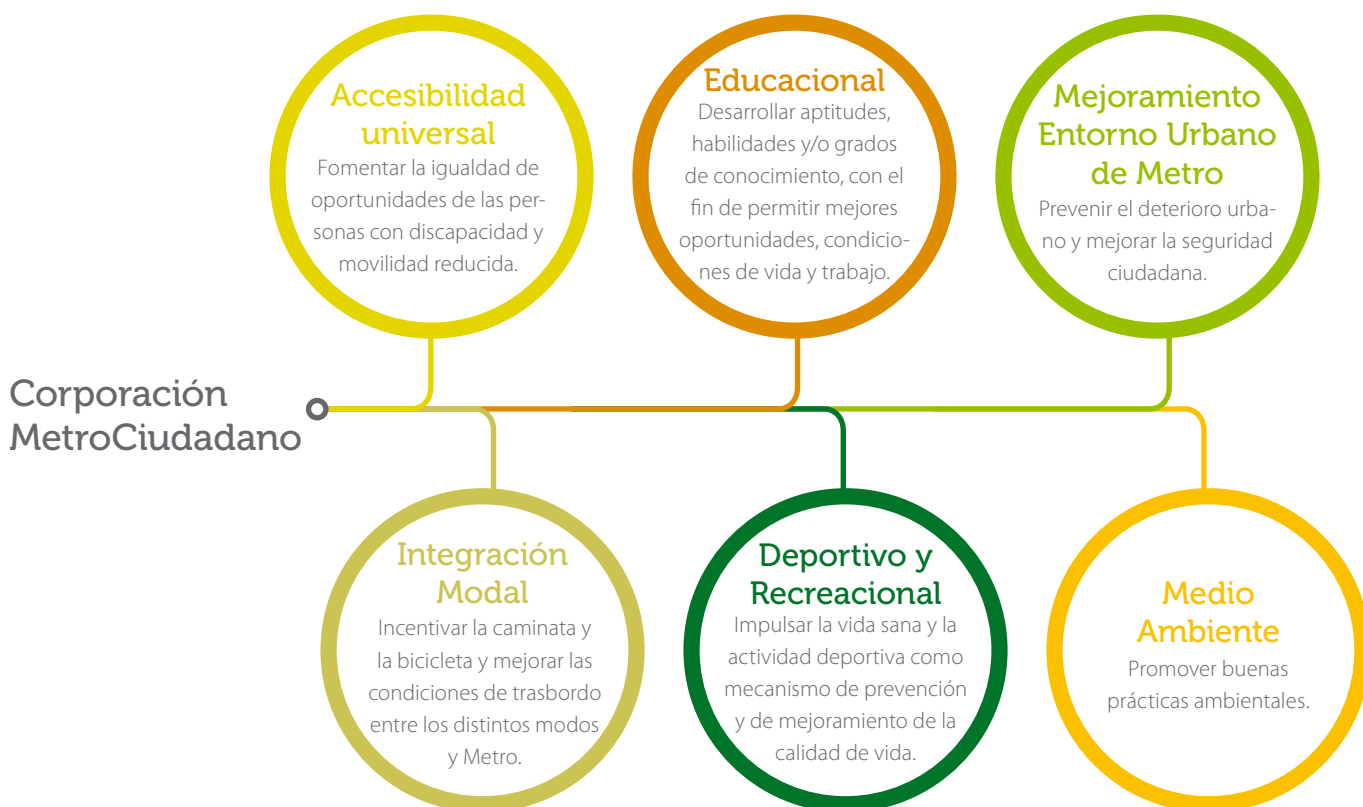 Accesibilidad
universal
Fomentar la igualdad de
oportunidades de las per-
sonas con discapacidad y
movilidad reducida.
Educacional
Desarrollar aptitudes,
habilidades y/o grados
de conocimiento, con el
fin de permitir mejores
oportunidades, condicio-
nes de vida y trabajo.
Mejoramiento
Entorno Urbano
de Metro
Prevenir el deterioro urba-
no y mejorar la seguridad
ciudadana.
Corporación
MetroCiudadano
Integración
Modal
Incentivar la caminata y
la bicicleta y mejorar las
condiciones de trasbordo
entre los distintos modos
y Metro.
Deportivo y
Recreacional
Impulsar la vida sana y la
actividad deportiva como
mecanismo de prevención
y de mejoramiento de la
calidad de vida.
Medio
Ambiente
Promover buenas
prácticas ambientales.